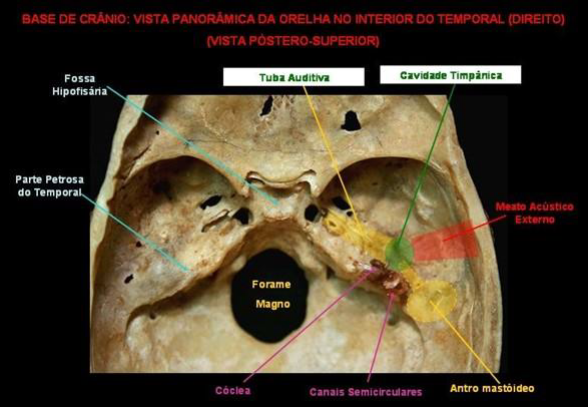 BASE DE CRÂNIO: VISTA PANORÂMICA DA ORELHA NO INTERIOR DO TEMPORAL (DIREITO)
(VISTA PÓSTERO-SUPERIOR)
Fossa
Hipofisária
Tuba Auditiva
Cavidade Timpânica
Parte Petrosa
do Temporal
Meato Acústico
Externo
Forame
Magno
Cóclea
Canais Semicirculares
Antro mastóideo